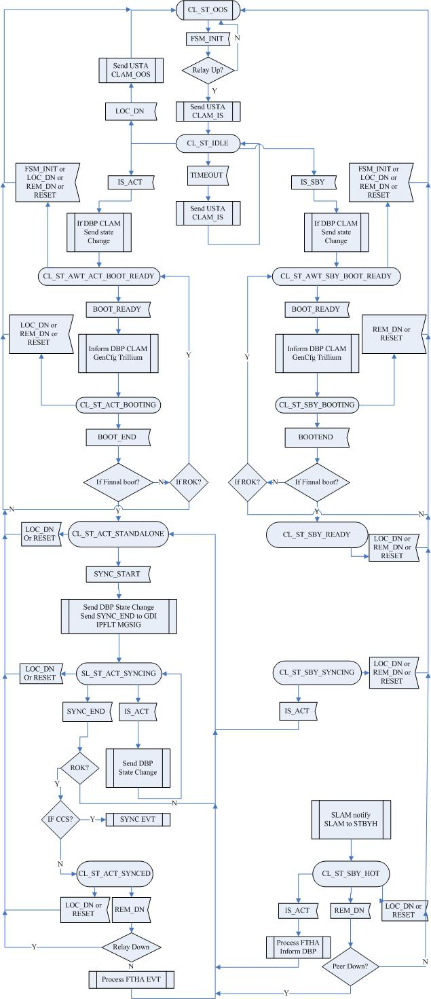 CL_ST_OOS
FSM_INIT
N
Relay Up?
Y
Send USTA
CLAM_OOS
LOC_DN
Send USTA
CLAM_IS
CL_ST_IDLE
IS_ACT
TIMEOUT
IS_SBY
Send USTA
CLAM_IS
FSM_INIT or
LOC_DN or
REM_DN or
RESET
FSM_INIT or
LOC_DN or
REM_DN or
RESET
If DBP CLAM
Send state
Change
If DBP CLAM
Send state
Change
CL_ST_AWT_ACT_BOOT_READY
CL_ST_AWT_SBY_BOOT_READY
BOOT_READY
BOOT_READY
LOC_DN or
REM_DN or
RESET
REM_DN or
RESET
Inform DBP CLAM
GenCfg Trillium
Inform DBP CLAM
GenCfg Trillium
Y
Y
CL_ST_ACT_BOOTING
CL_ST_SBY_BOOTING
BOOT_END
BOOTEND
If Finnal boot?
N
If ROK?
If ROK?
N
If Finnal boot?
N
Y
Y
N
LOC_DN
Or RESET
CL_ST_ACT_STANDALONE
CL_ST_SBY_READY
LOC_DN or
REM_DN or
RESET
SYNC_START
Send DBP State Change
Send SYNC_END to GDI
IPFLT MGSIG
LOC_DN
Or RESET
SL_ST_ACT_SYNCING
CL_ST_SBY_SYNCING
LOC_DN or
REM_DN or
RESET
SYNC_END
IS_ACT
IS_ACT
ROK?
Send DBP
State Change
Y
N
IF CCS?
Y
SYNC EVT
SLAM notify
SLAM to STBYH
N
CL_ST_ACT_SYNCED
CL_ST_SBY_HOT
LOC_DN or
RESET
REM_DN
IS_ACT
REM_DN
LOC_DN or
RESET
Y
Relay Down
Process FTHA
Inform DBP
N
Peer Down?
N
Process FTHA EVT
Y